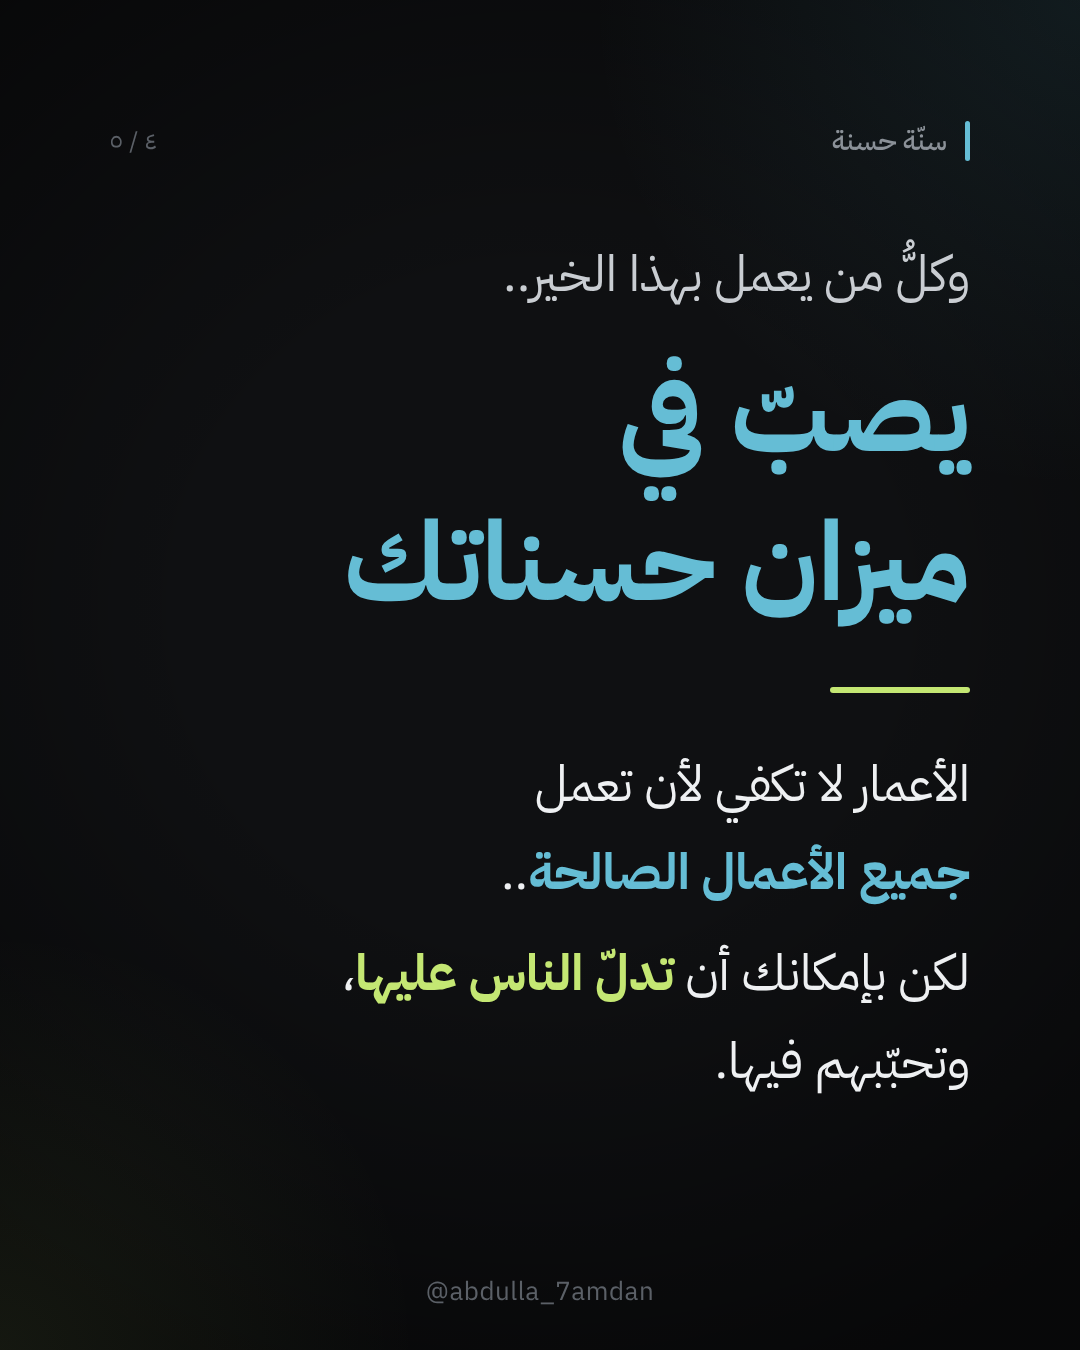 سنّة حسنة
٤ / ٥
وكلُّ من يعمل بهذا الخير..
يصبّ في
ميزان حسناتك
الأعمار لا تكفي لأن تعمل
جميع الأعمال الصالحة..
لكن بإمكانك أن تدلّ الناس عليها،
وتحبّبهم فيها.
@abdulla_7amdan